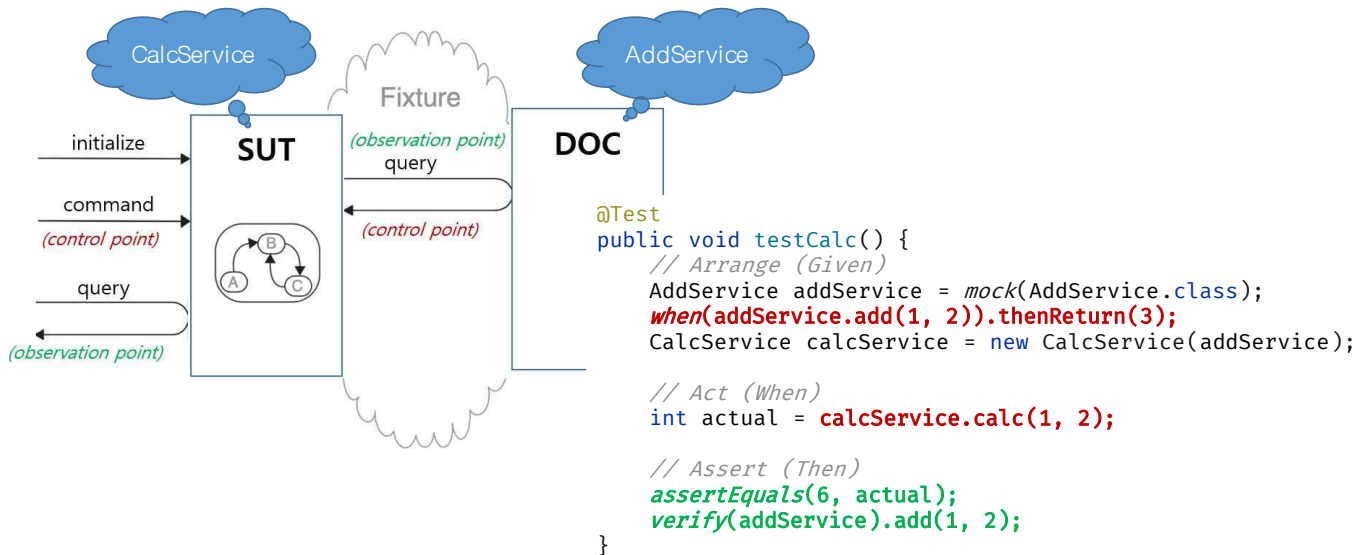 CalcService
AddService
Fixture
initialize
SUT
(observation point)
DOC
query
command
(control point)
(control point)
B
A
C
query
(observation point)
@Test
public void testCalc() {
// Arrange (Given)
AddService addService = mock(AddService.class);
when(addService.add(1, 2)).thenReturn(3);
CalcService calcService = new CalcService(addService);
// Act (When)
int actual = calcService.calc(1, 2);
// Assert (Then)
assertEquals(6, actual);
verify(addService).add(1, 2);
}